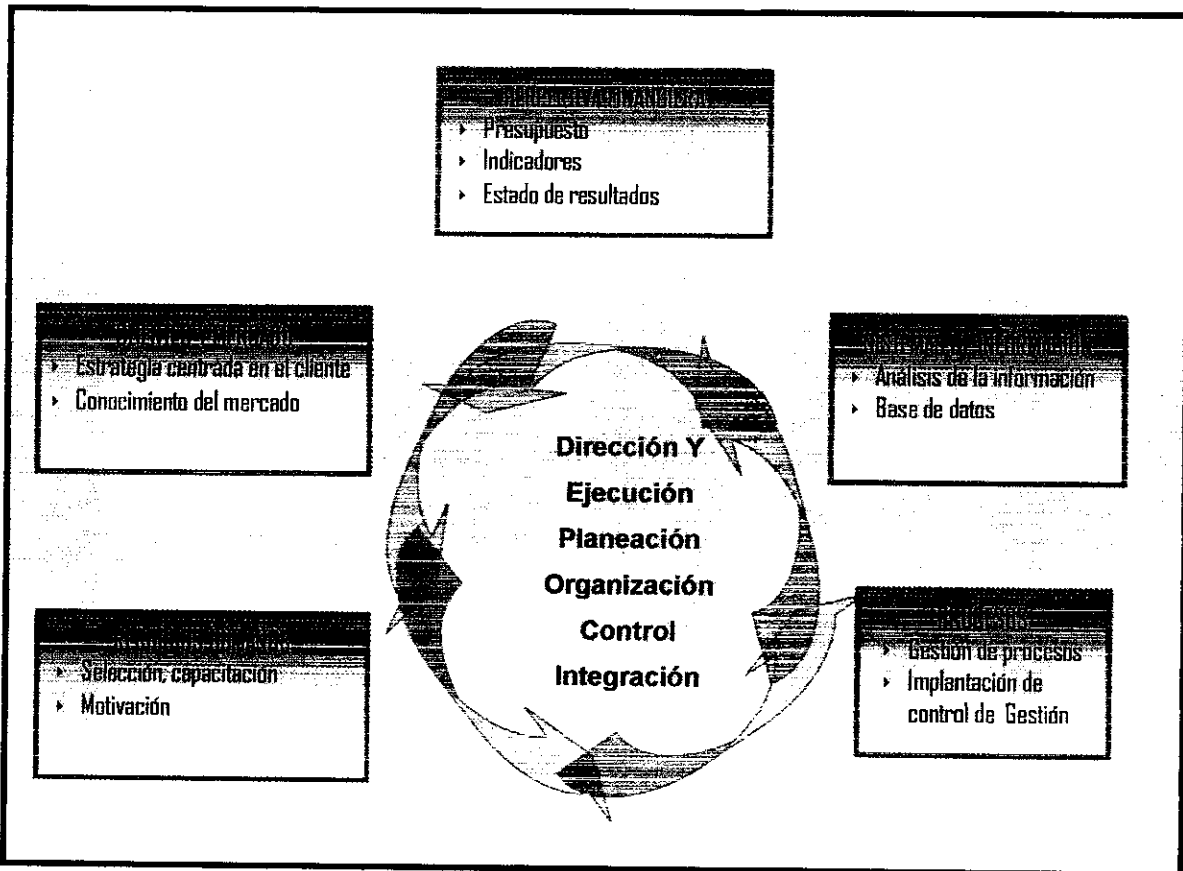 Presupuesto
Indicadores
Estado de resultados
Estrategia centrada en el cliente
Conocimiento del mercado
Análisis de la información
Base de datos
Dirección Y
Ejecución
Planeación
Organización
Control
Integración
Selección, capacitación
Motivación
Gestión de procesos
Implantación de
control de Gestión